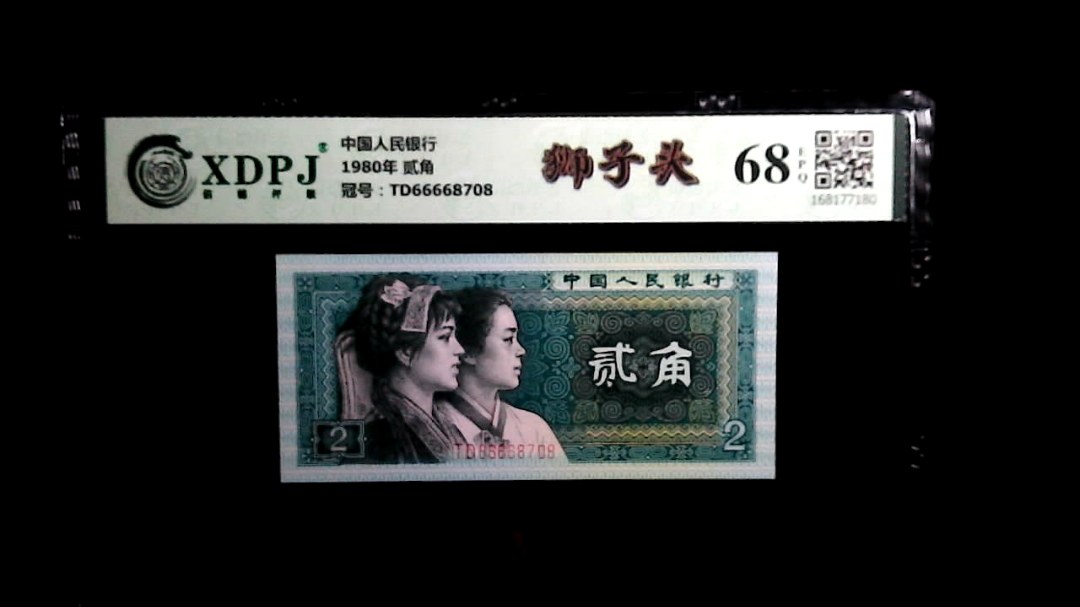 XDPJ®
中国人民银行
1980年 贰角
冠号：TD66668708
狮子头
68
EPQ
168177180
中国人民银行
贰角
2
2
TD66668708